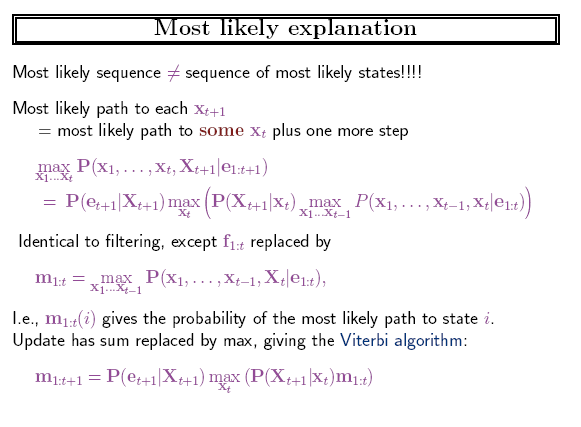 Most likely explanation
Most likely sequence ≠ sequence of most likely states!!!!
Most likely path to each x_{t+1}
= most likely path to some x_t plus one more step
max_{x_1...x_t} P(x_1, . . . , x_t, X_{t+1}|e_{1:t+1})
= P(e_{t+1}|X_{t+1}) max_{x_t} (P(X_{t+1}|x_t) max_{x_1...x_{t−1}} P(x_1, . . . , x_{t−1}, x_t|e_{1:t}))
Identical to filtering, except f_{1:t} replaced by
m_{1:t} = max_{x_1...x_{t−1}} P(x_1, . . . , x_{t−1}, X_t|e_{1:t}),
I.e., m_{1:t}(i) gives the probability of the most likely path to state i.
Update has sum replaced by max, giving the Viterbi algorithm:
m_{1:t+1} = P(e_{t+1}|X_{t+1}) max_{x_t} (P(X_{t+1}|x_t)m_{1:t})